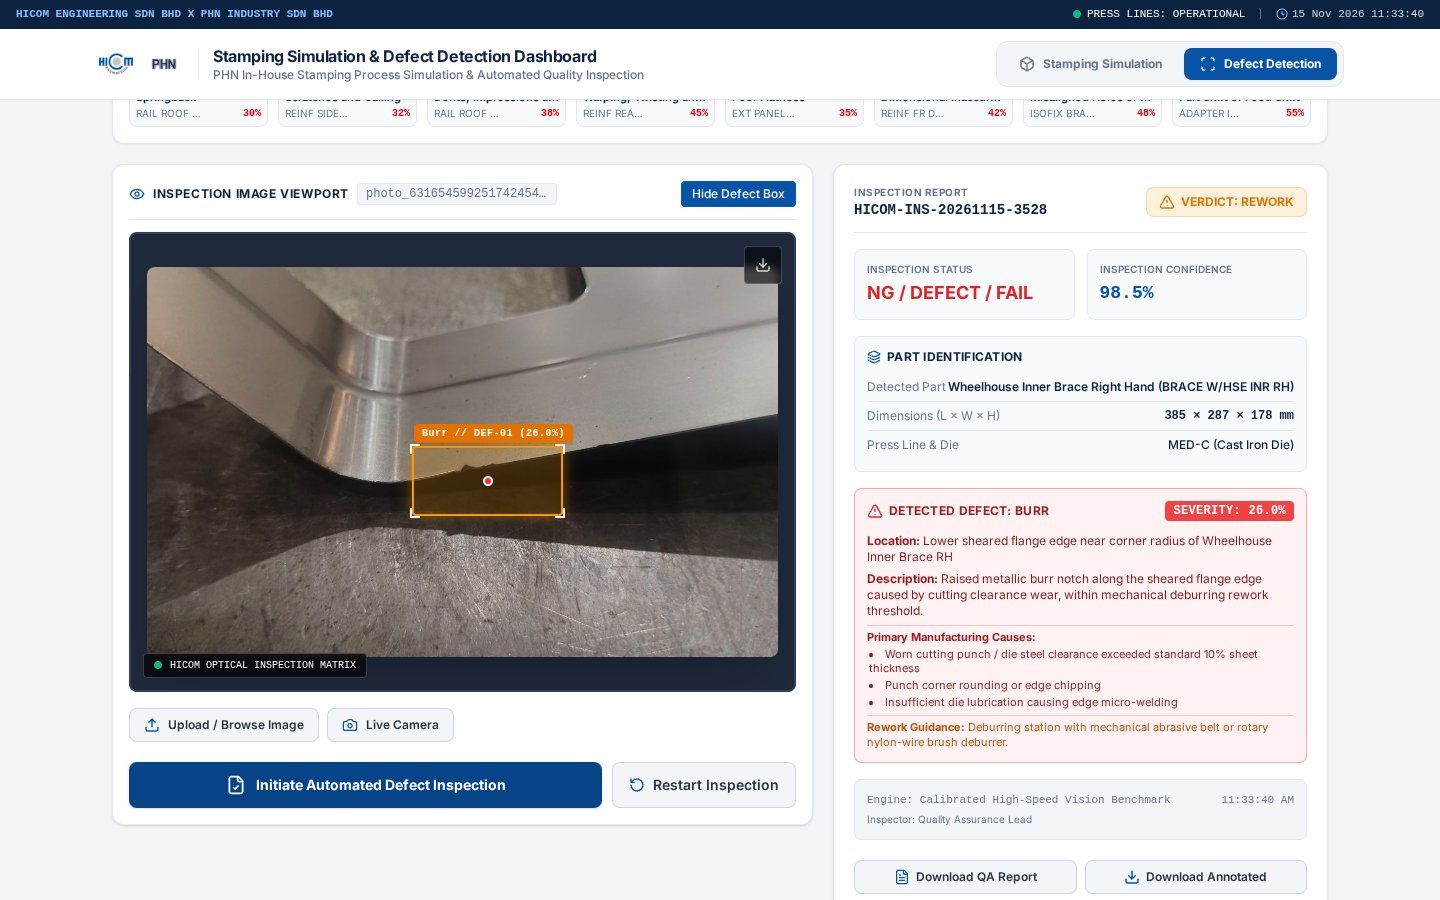 HICOM ENGINEERING SDN BHD X PHN INDUSTRY SDN BHD
PRESS LINES: OPERATIONAL | 15 Nov 2026 11:33:40
HICOM
PHN
Stamping Simulation & Defect Detection Dashboard
PHN In-House Stamping Process Simulation & Automated Quality Inspection
Stamping Simulation
Defect Detection
RAIL ROOF ... 30%
REINF SIDE... 32%
RAIL ROOF ... 38%
REINF REA... 45%
EXT PANEL... 35%
REINF FR D... 42%
ISOFIX BRA... 48%
ADAPTER I... 55%
INSPECTION IMAGE VIEWPORT
photo_631654599251742454…
Hide Defect Box
Burr // DEF-01 (26.0%)
HICOM OPTICAL INSPECTION MATRIX
Upload / Browse Image
Live Camera
Initiate Automated Defect Inspection
Restart Inspection
INSPECTION REPORT
HICOM-INS-20261115-3528
VERDICT: REWORK
INSPECTION STATUS
NG / DEFECT / FAIL
INSPECTION CONFIDENCE
98.5%
PART IDENTIFICATION
Detected Part Wheelhouse Inner Brace Right Hand (BRACE W/HSE INR RH)
Dimensions (L × W × H) 385 × 287 × 178 mm
Press Line & Die MED-C (Cast Iron Die)
DETECTED DEFECT: BURR
SEVERITY: 26.0%
Location: Lower sheared flange edge near corner radius of Wheelhouse
Inner Brace RH
Description: Raised metallic burr notch along the sheared flange edge
caused by cutting clearance wear, within mechanical deburring rework
threshold.
Primary Manufacturing Causes:
• Worn cutting punch / die steel clearance exceeded standard 10% sheet
thickness
• Punch corner rounding or edge chipping
• Insufficient die lubrication causing edge micro-welding
Rework Guidance: Deburring station with mechanical abrasive belt or rotary
nylon-wire brush deburrer.
Engine: Calibrated High-Speed Vision Benchmark 11:33:40 AM
Inspector: Quality Assurance Lead
Download QA Report
Download Annotated